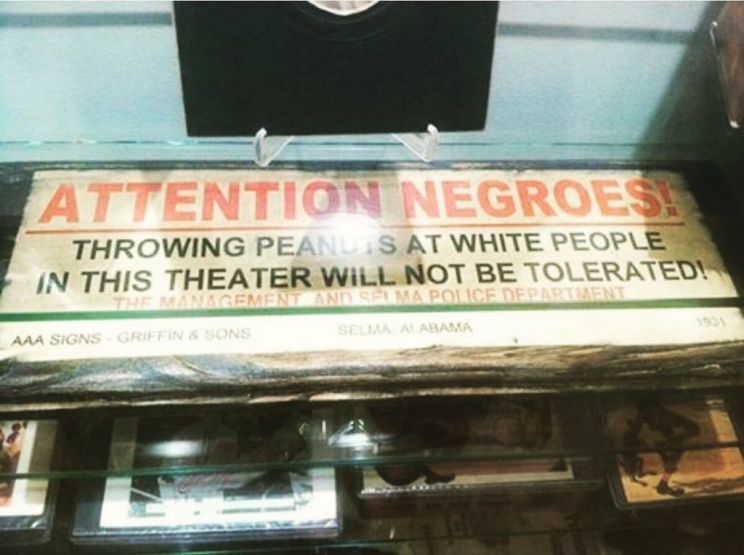 ATTENTION NEGROES!
THROWING PEANUTS AT WHITE PEOPLE
IN THIS THEATER WILL NOT BE TOLERATED!
THE MANAGEMENT AND SELMA POLICE DEPARTMENT
AAA SIGNS - GRIFFIN & SONS SELMA, ALABAMA 1931